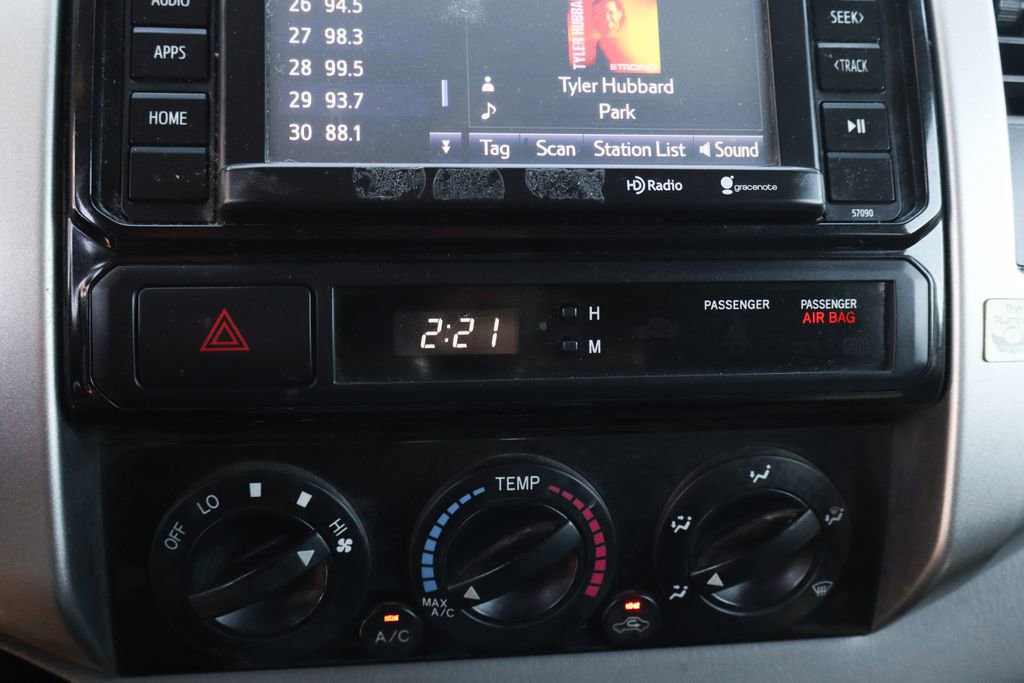 AUDIO
APPS
HOME
26 94.5
27 98.3
28 99.5
29 93.7
30 88.1
TYLER HUBBARD
Tyler Hubbard
Park
Tag Scan Station List Sound
SEEK>
<TRACK
HD Radio gracenote
57090
2:21
H
M
PASSENGER
PASSENGER
AIR BAG
OFF LO HI
TEMP
MAX
A/C
A/C